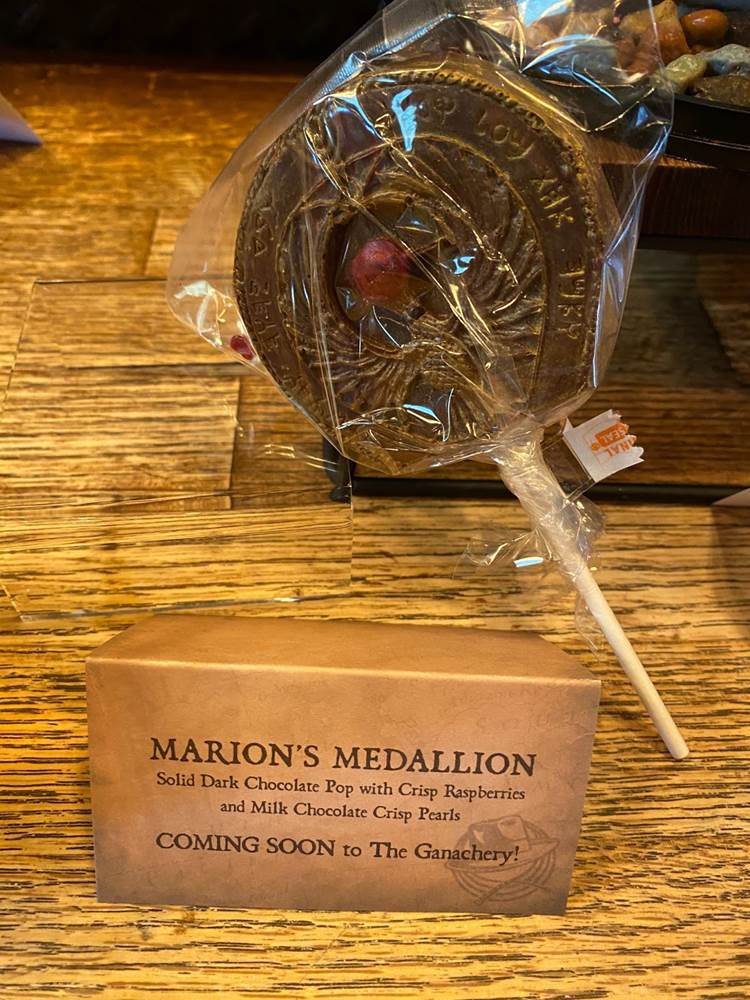 MARION'S MEDALLION
Solid Dark Chocolate Pop with Crisp Raspberries
and Milk Chocolate Crisp Pearls
COMING SOON to The Ganachery!